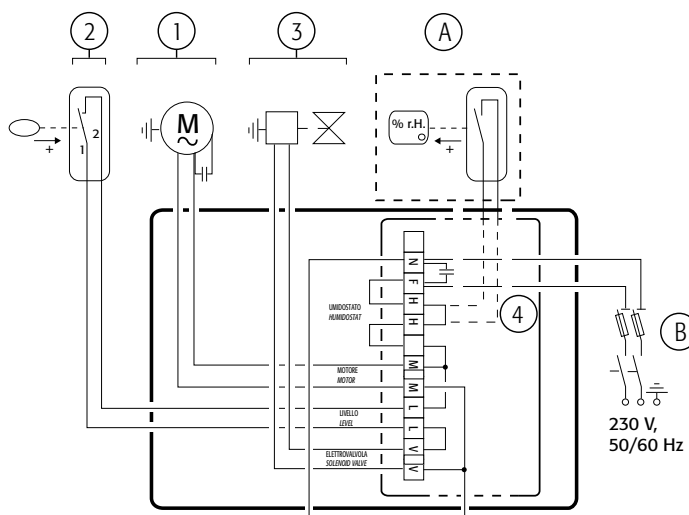 2
1
3
A
M
% r.H.
2
1
+
+
N
F
H
H
M
M
L
L
V
V
UMIDOSTATO
HUMIDOSTAT
MOTORE
MOTOR
LIVELLO
LEVEL
ELETTROVALVOLA
SOLENOID VALVE
4
B
230 V,
50/60 Hz